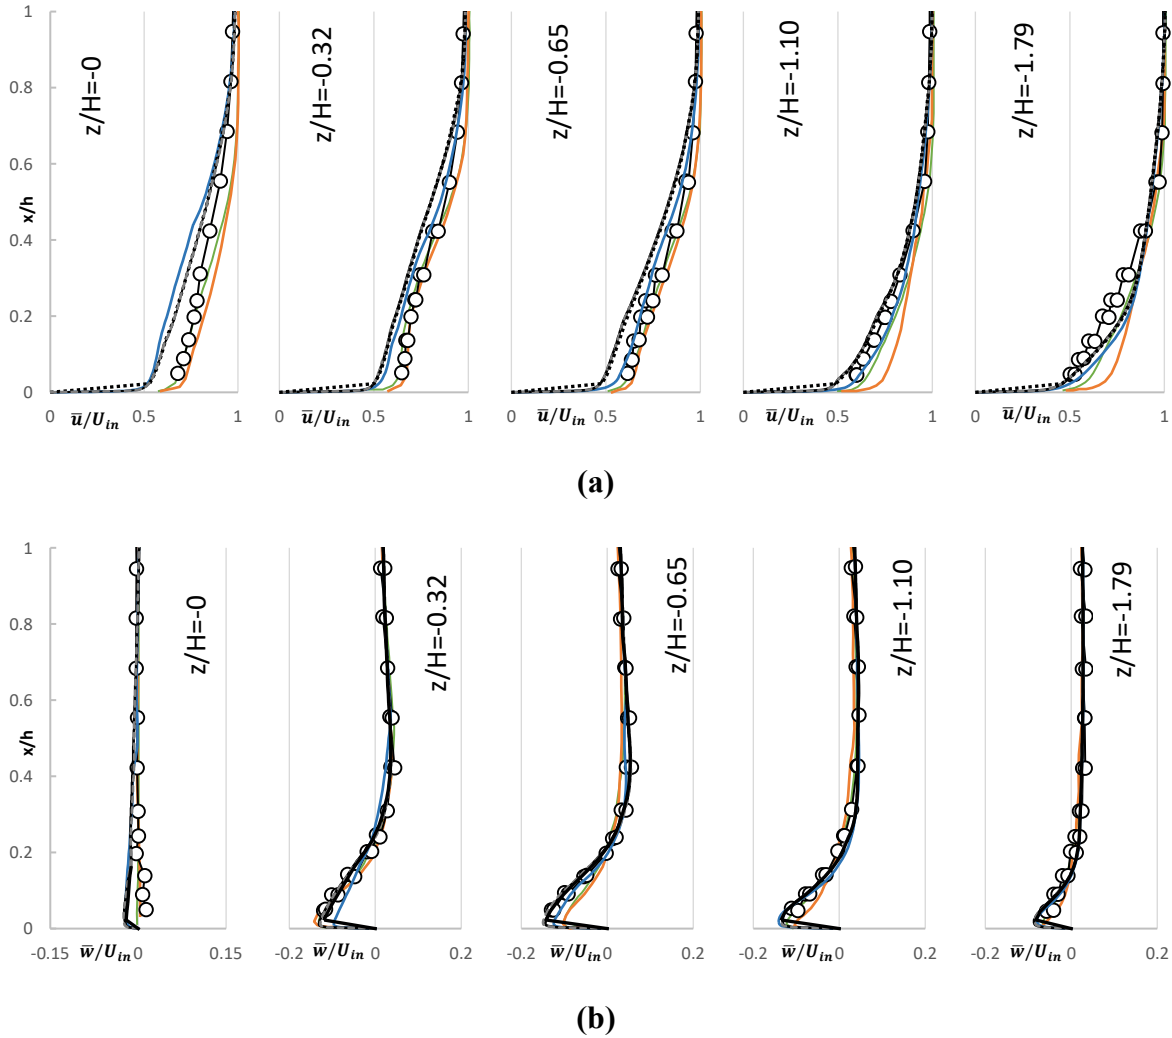 1
0.8
0.6
x/h
0.4
0.2
0
z/H=-0
z/H=-0.32
z/H=-0.65
z/H=-1.10
z/H=-1.79
0 u̅/U_in 0.5 1
0 u̅/U_in 0.5 1
0 u̅/U_in 0.5 1
0 u̅/U_in 0.5 1
0 u̅/U_in 0.5 1
(a)
1
0.8
0.6
x/h
0.4
0.2
0
z/H=-0
z/H=-0.32
z/H=-0.65
z/H=-1.10
z/H=-1.79
-0.15 w̅/U_in 0 0.15
-0.2 w̅/U_in 0 0.2
-0.2 w̅/U_in 0 0.2
-0.2 w̅/U_in 0 0.2
-0.2 w̅/U_in 0 0.2
(b)